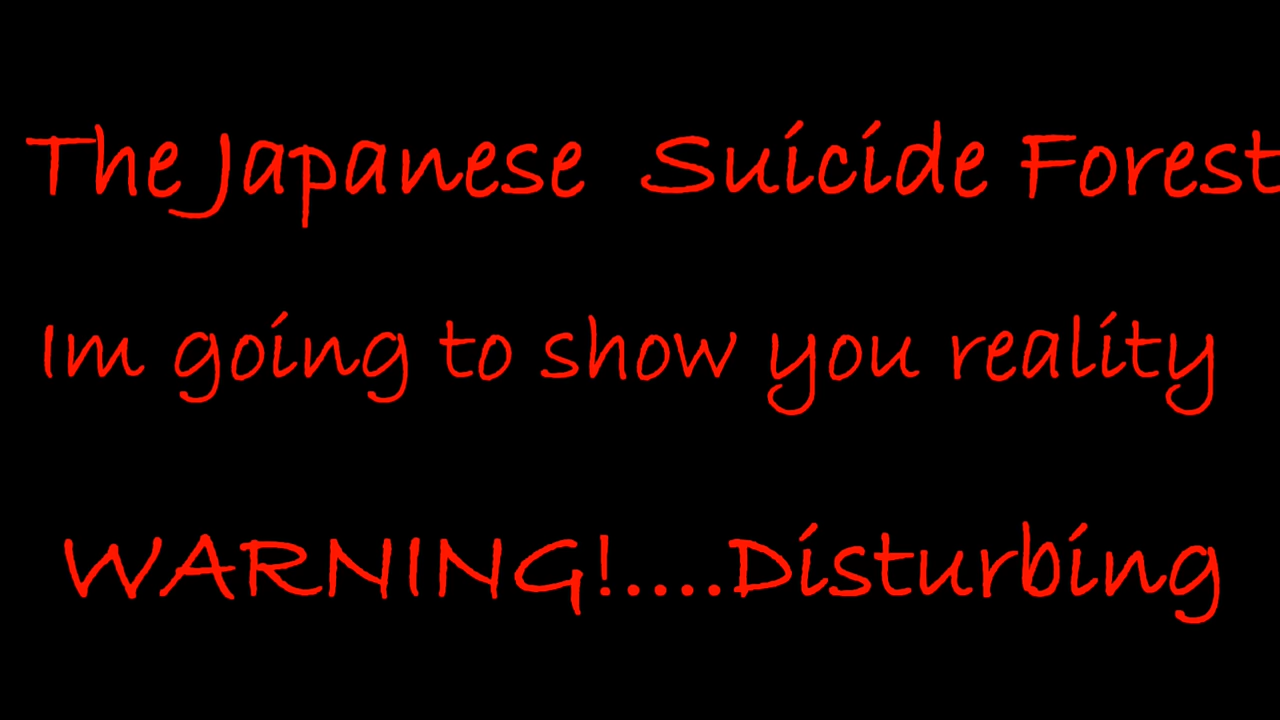 The Japanese Suicide Forest
Im going to show you reality
WARNING!....Disturbing